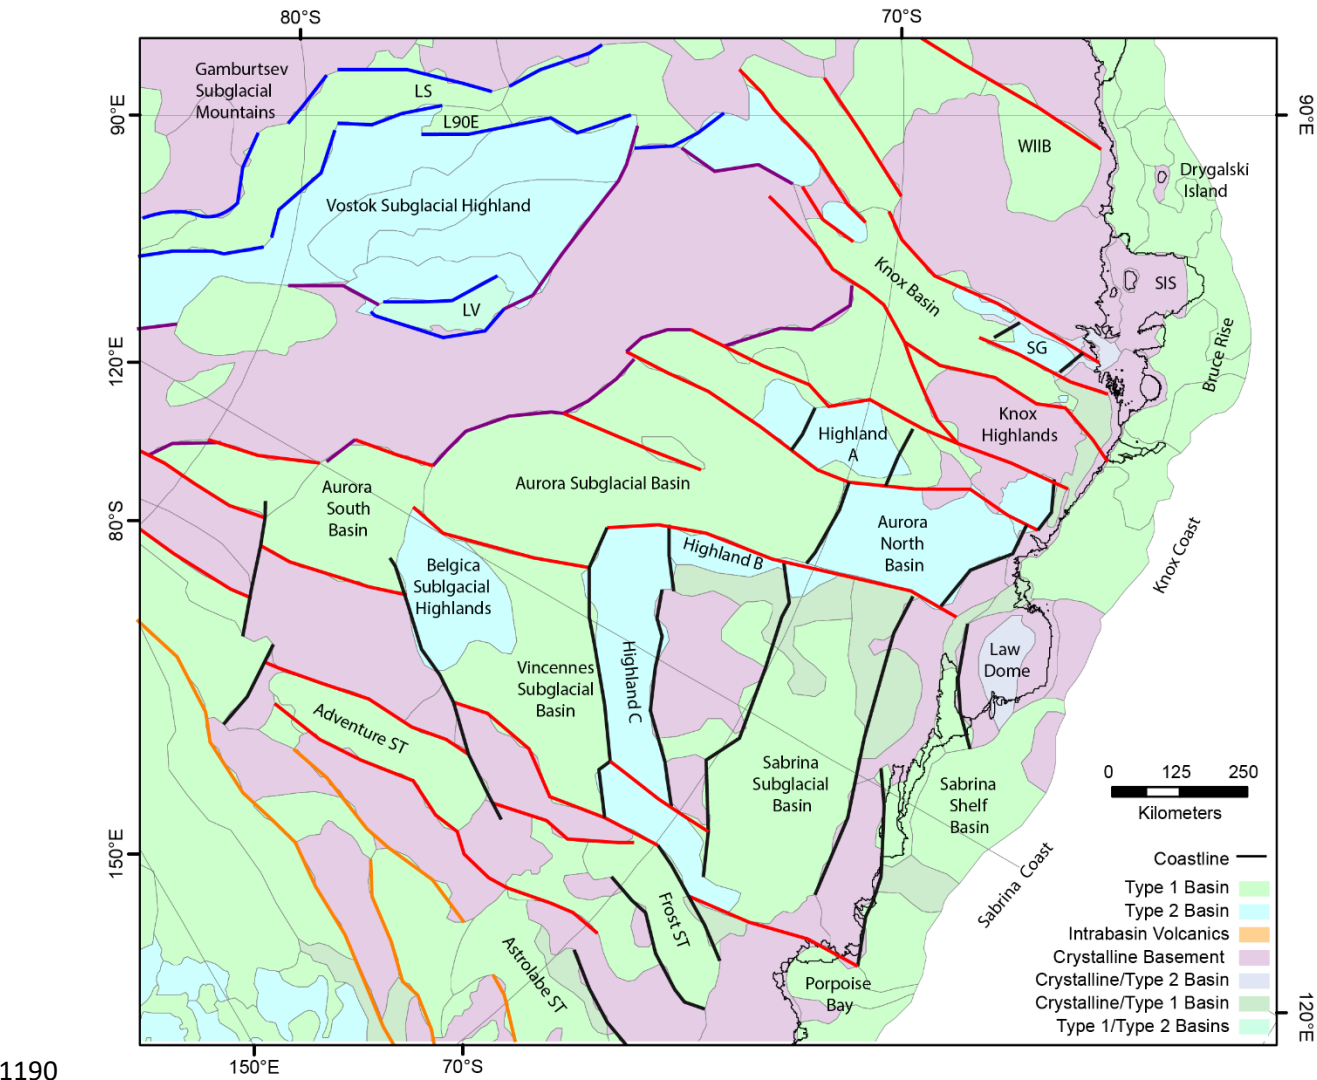 80°S
70°S
Gamburtsev
Subglacial
Mountains
LS
90°E
L90E
90°E
WIIB
Drygalski
Island
Vostok Subglacial Highland
Knox Basin
SIS
LV
SG
Bruce Rise
120°E
Knox
Highlands
Highland
A
Aurora Subglacial Basin
Aurora
South
Basin
80°S
Aurora
North
Basin
Highland B
Knox Coast
Belgica
Sublgacial
Highlands
Highland C
Law
Dome
Vincennes
Subglacial
Basin
Adventure ST
Sabrina
Subglacial
Basin
Sabrina
Shelf
Basin
0 125 250
Kilometers
150°E
Sabrina Coast
Coastline
Type 1 Basin
Type 2 Basin
Intrabasin Volcanics
Crystalline Basement
Crystalline/Type 2 Basin
Crystalline/Type 1 Basin
Type 1/Type 2 Basins
Frost ST
Astrolabe ST
Porpoise
Bay
120°E
1190
150°E
70°S